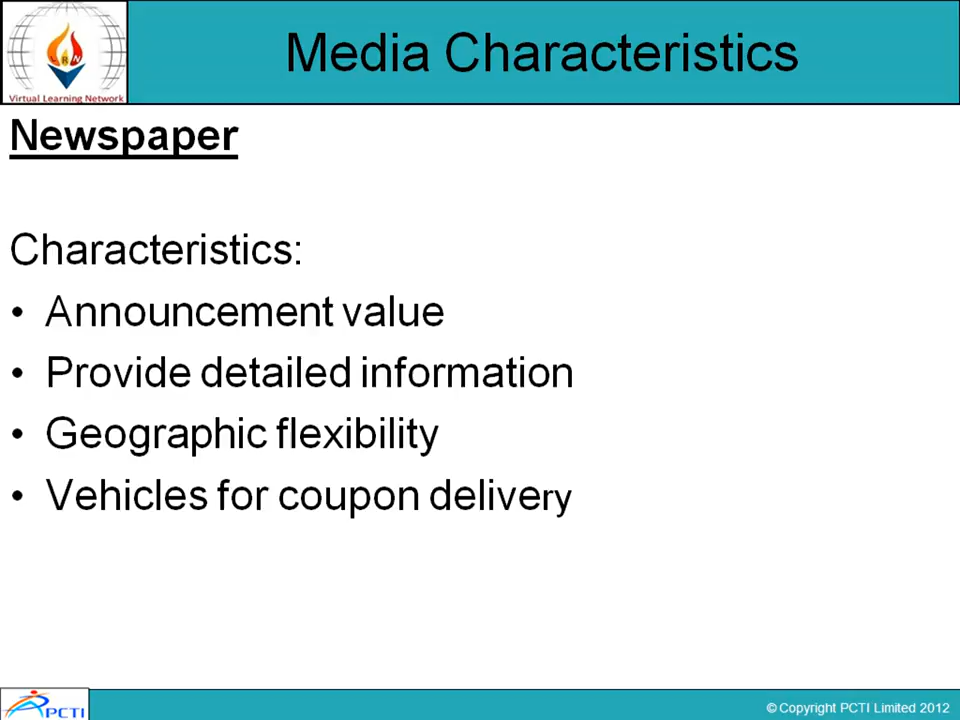 Media Characteristics
LRN
Virtual Learning Network
Newspaper
Characteristics:
• Announcement value
• Provide detailed information
• Geographic flexibility
• Vehicles for coupon delivery
PCTI
© Copyright PCTI Limited 2012